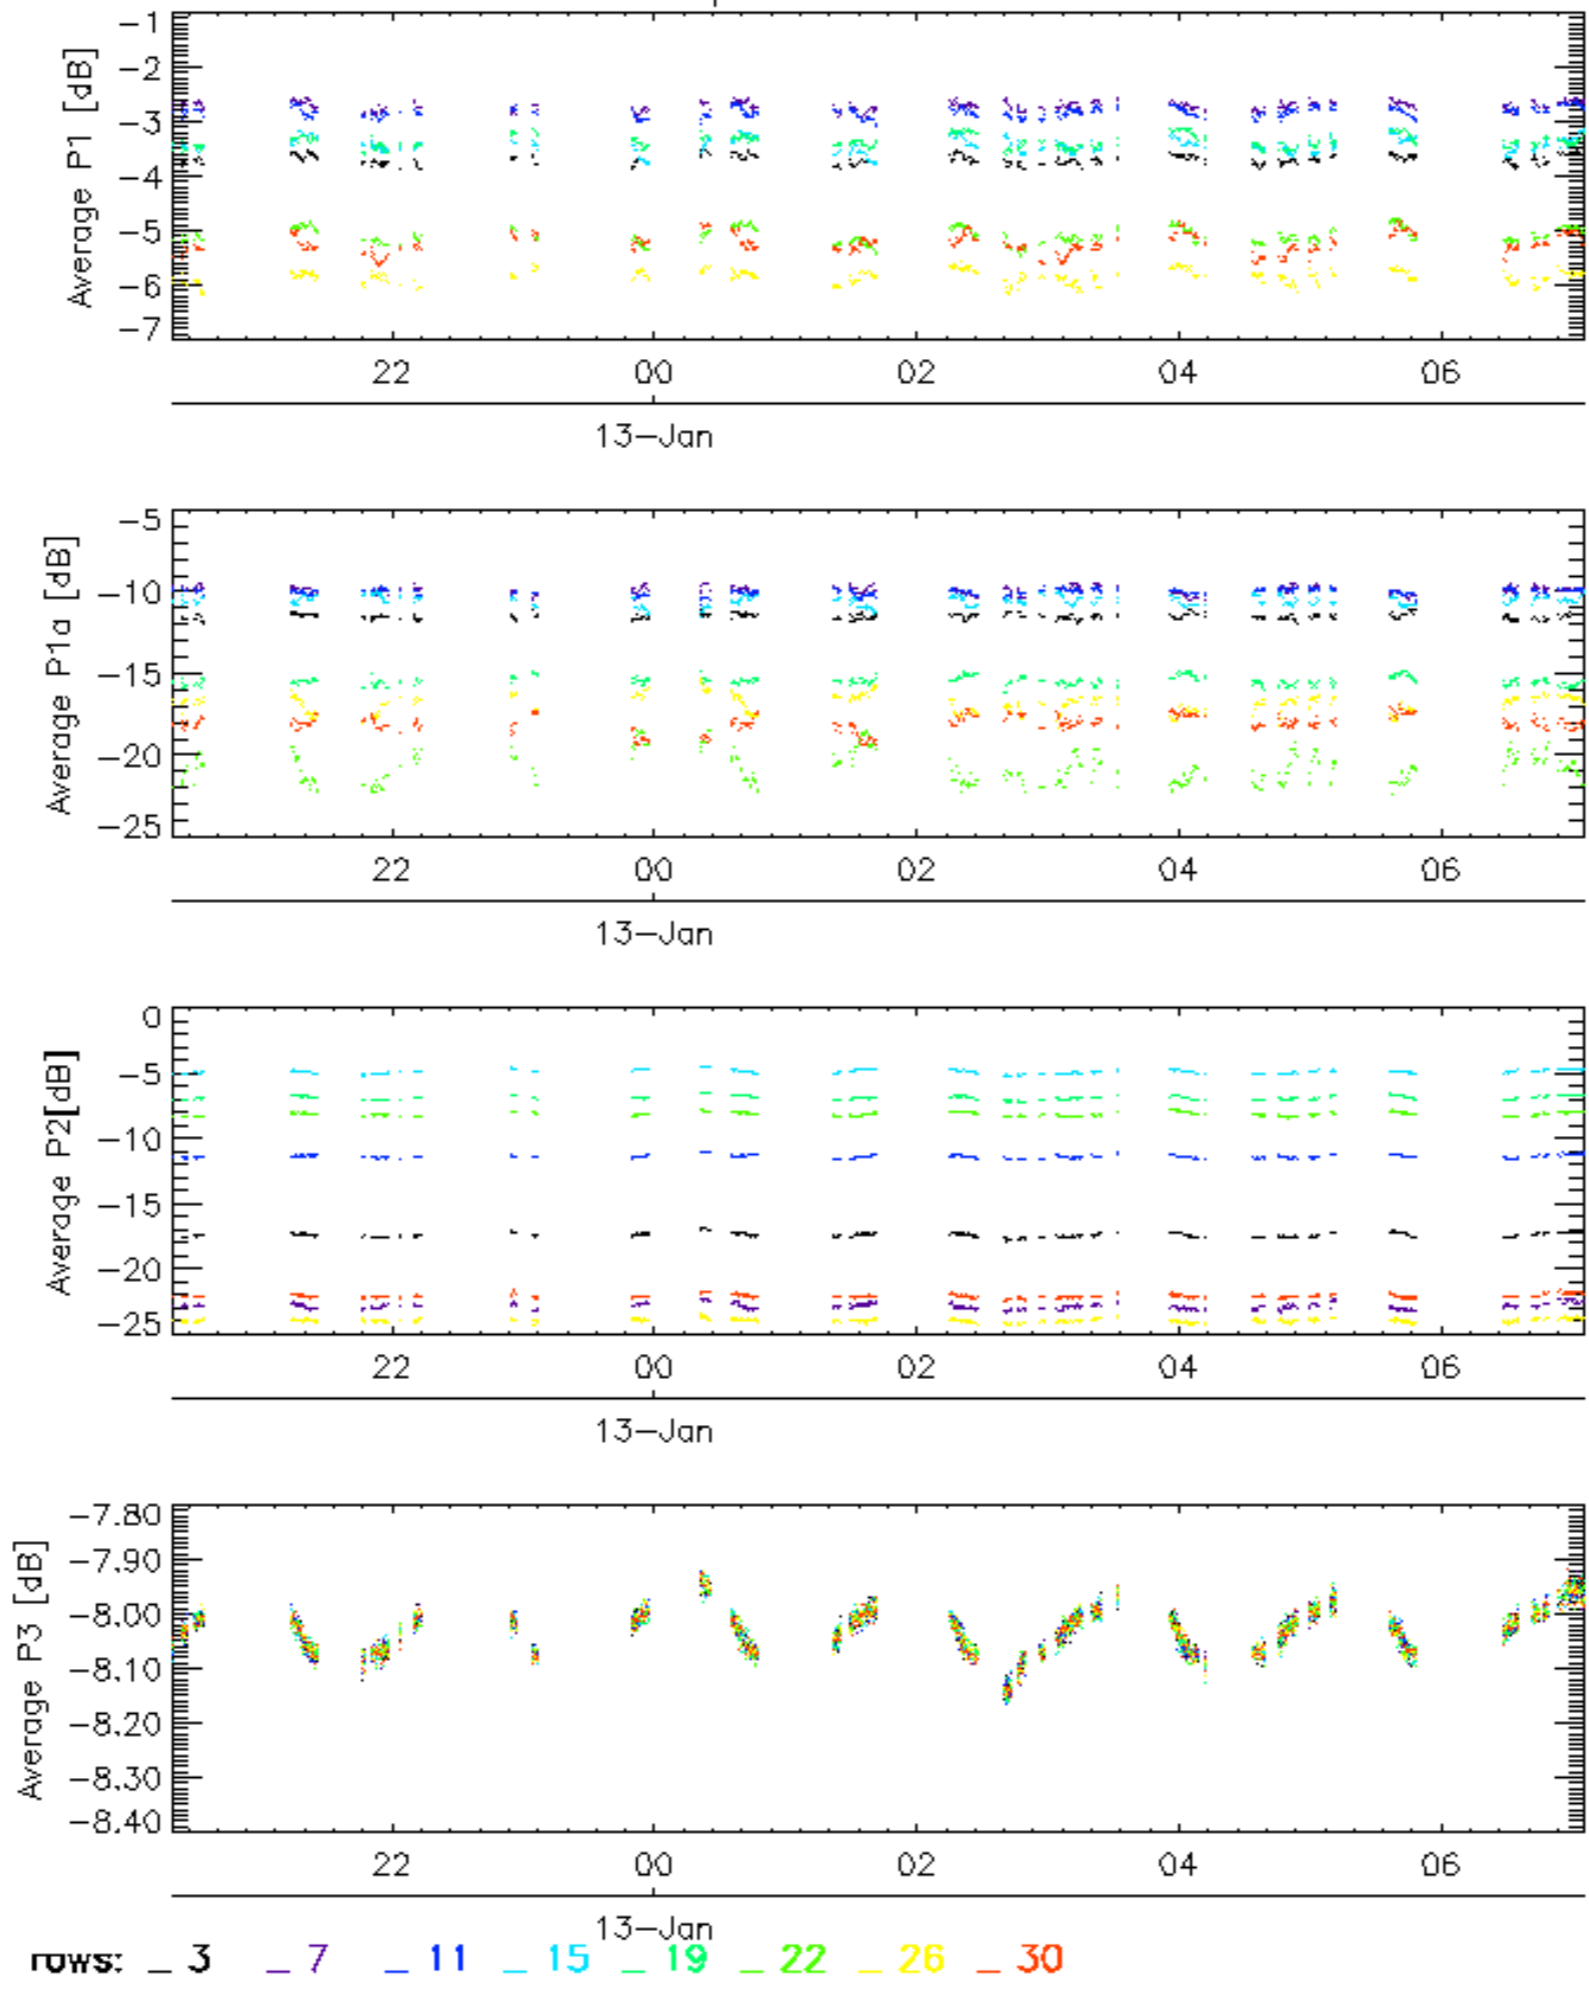 -1
-2
-3
-4
-5
-6
-7
Average P1 [dB]
22 00 02 04 06
13-Jan
-5
-10
-15
-20
-25
Average P1a [dB]
22 00 02 04 06
13-Jan
0
-5
-10
-15
-20
-25
Average P2[dB]
22 00 02 04 06
13-Jan
-7.80
-7.90
-8.00
-8.10
-8.20
-8.30
-8.40
Average P3 [dB]
22 00 02 04 06
13-Jan
rows: _ 3 _ 7 _ 11 _ 15 _ 19 _ 22 _ 26 _ 30